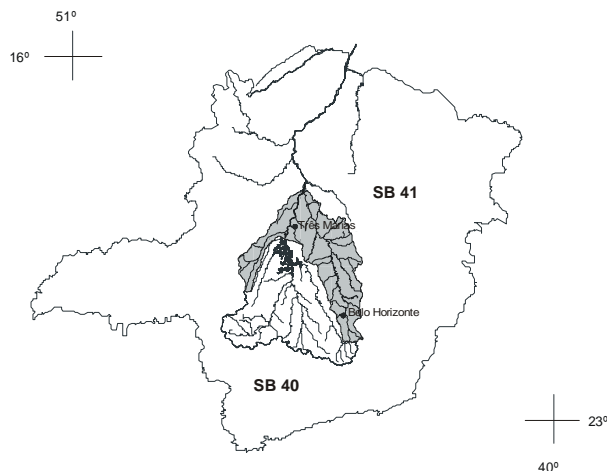 51º
16º
SB 41
Três Marias
Belo Horizonte
SB 40
23º
40º